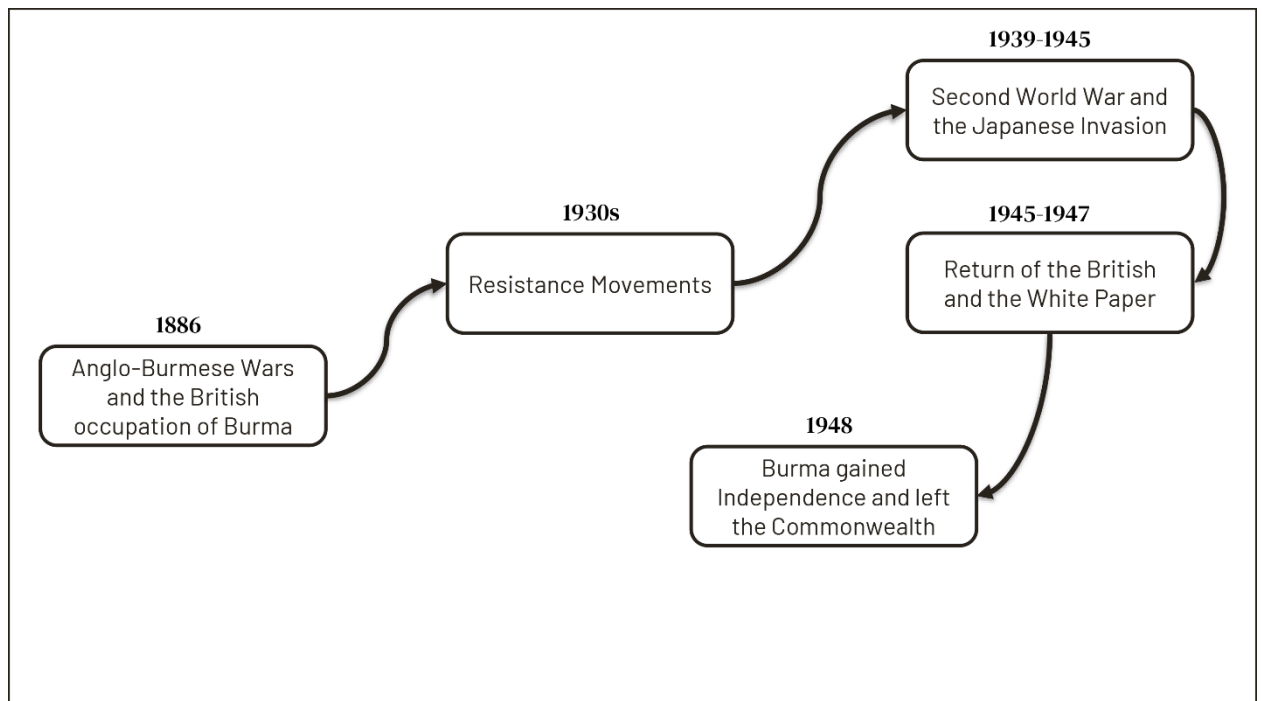 1886
Anglo-Burmese Wars
and the British
occupation of Burma
1930s
Resistance Movements
1939-1945
Second World War and
the Japanese Invasion
1945-1947
Return of the British
and the White Paper
1948
Burma gained
Independence and left
the Commonwealth